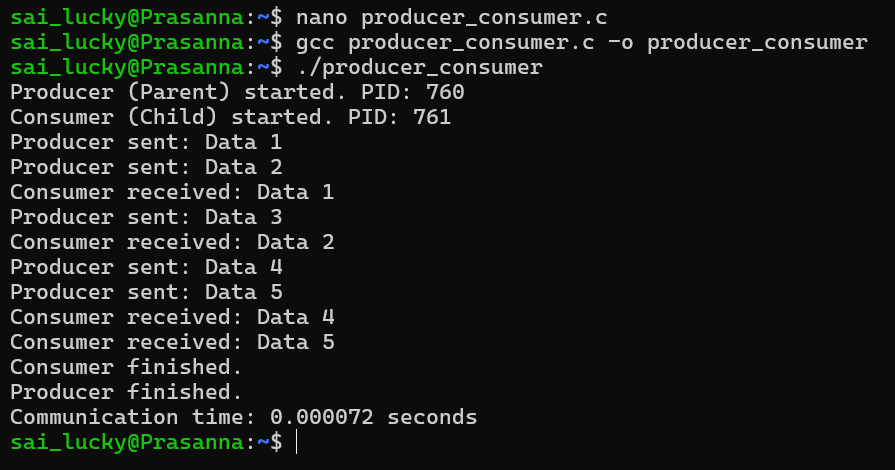 sai_lucky@Prasanna:~$ nano producer_consumer.c
sai_lucky@Prasanna:~$ gcc producer_consumer.c -o producer_consumer
sai_lucky@Prasanna:~$ ./producer_consumer
Producer (Parent) started. PID: 760
Consumer (Child) started. PID: 761
Producer sent: Data 1
Producer sent: Data 2
Consumer received: Data 1
Producer sent: Data 3
Consumer received: Data 2
Producer sent: Data 4
Producer sent: Data 5
Consumer received: Data 4
Consumer received: Data 5
Consumer finished.
Producer finished.
Communication time: 0.000072 seconds
sai_lucky@Prasanna:~$